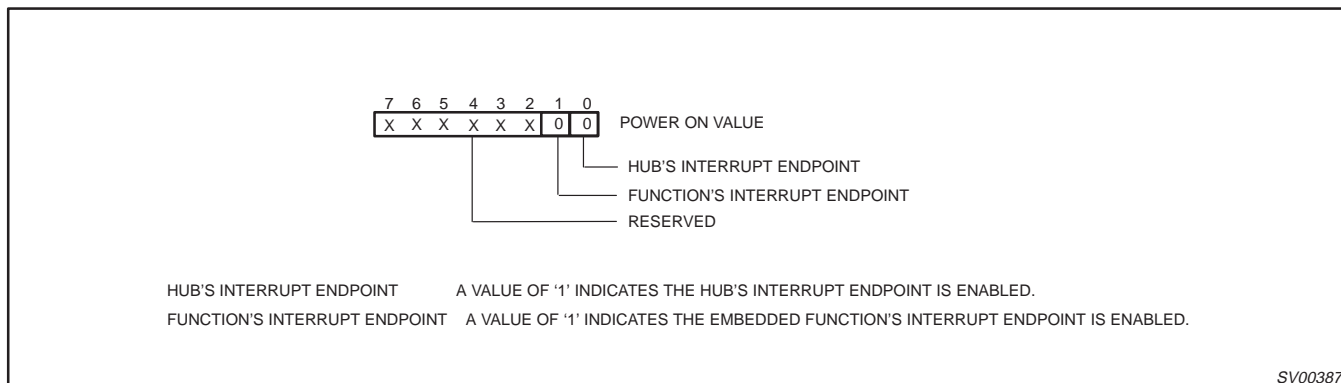 7 6 5 4 3 2 1 0
X X X X X X 0 0 POWER ON VALUE
HUB'S INTERRUPT ENDPOINT
FUNCTION'S INTERRUPT ENDPOINT
RESERVED
HUB'S INTERRUPT ENDPOINT A VALUE OF ‘1’ INDICATES THE HUB'S INTERRUPT ENDPOINT IS ENABLED.
FUNCTION'S INTERRUPT ENDPOINT A VALUE OF ‘1’ INDICATES THE EMBEDDED FUNCTION'S INTERRUPT ENDPOINT IS ENABLED.
SV00387